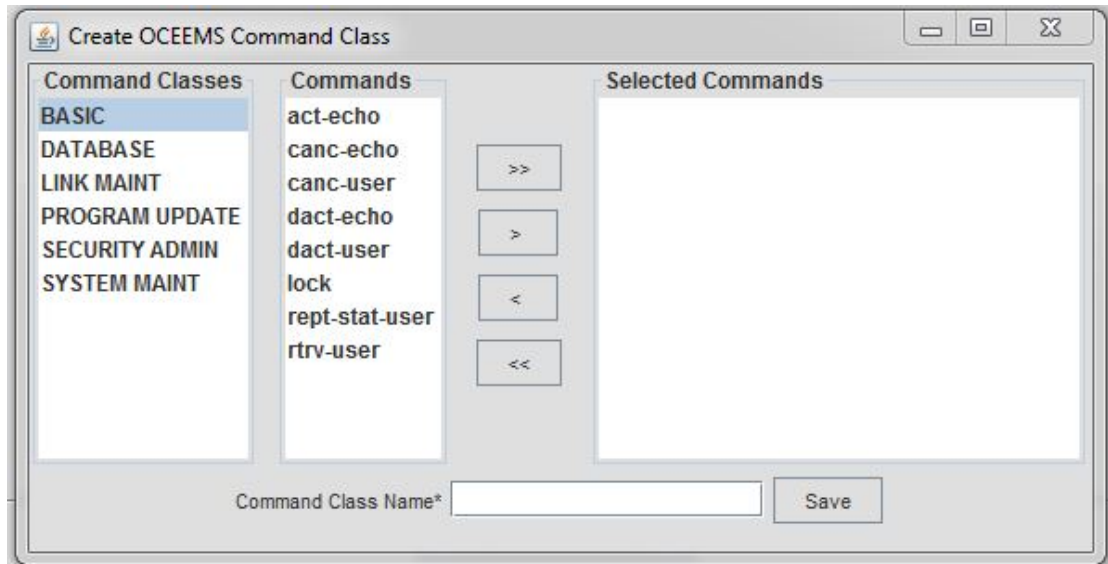 Create OCEEMS Command Class
Command Classes
BASIC
DATABASE
LINK MAINT
PROGRAM UPDATE
SECURITY ADMIN
SYSTEM MAINT
Commands
act-echo
canc-echo
canc-user
dact-echo
dact-user
lock
rept-stat-user
rtrv-user
>>
>
<
<<
Selected Commands
Command Class Name*
Save